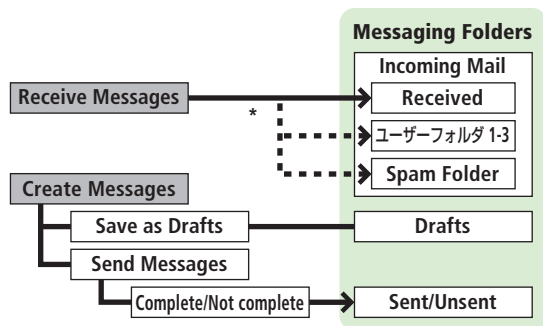 Messaging Folders
Incoming Mail
Receive Messages
Received
*
ユーザーフォルダ 1-3
Spam Folder
Create Messages
Save as Drafts
Drafts
Send Messages
Complete/Not complete
Sent/Unsent